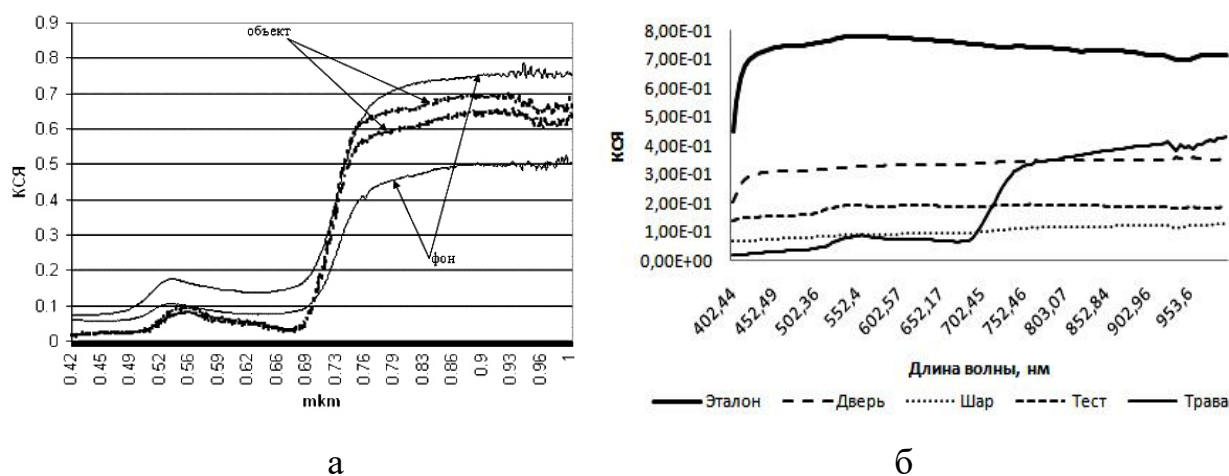 0.9
0.8
0.7
0.6
0.5
0.4
0.3
0.2
0.1
0
КСЯ
объект
фон
0.42
0.45
0.49
0.52
0.56
0.59
0.62
0.66
0.69
0.73
0.76
0.79
0.83
0.86
0.9
0.93
0.96
1
mkm
а
8,00E-01
7,00E-01
6,00E-01
5,00E-01
4,00E-01
3,00E-01
2,00E-01
1,00E-01
0,00E+00
КСЯ
402,44
452,49
502,36
552,4
602,57
652,17
702,45
752,46
803,07
852,84
902,96
953,6
Длина волны, нм
Эталон Дверь Шар Тест Трава
б